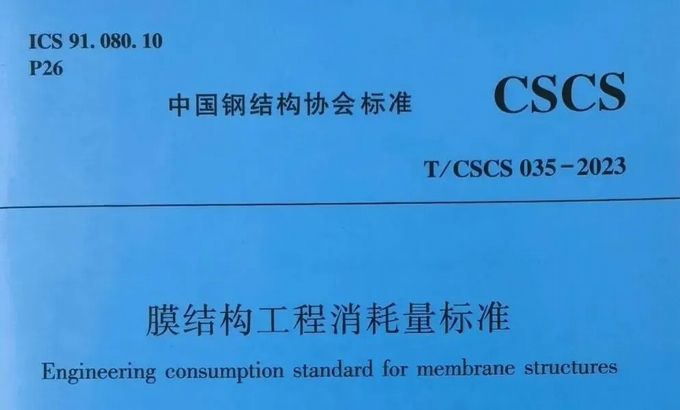 ICS 91.080.10
P26
中国钢结构协会标准
CSCS
T/CSCS 035-2023
膜结构工程消耗量标准
Engineering consumption standard for membrane structures